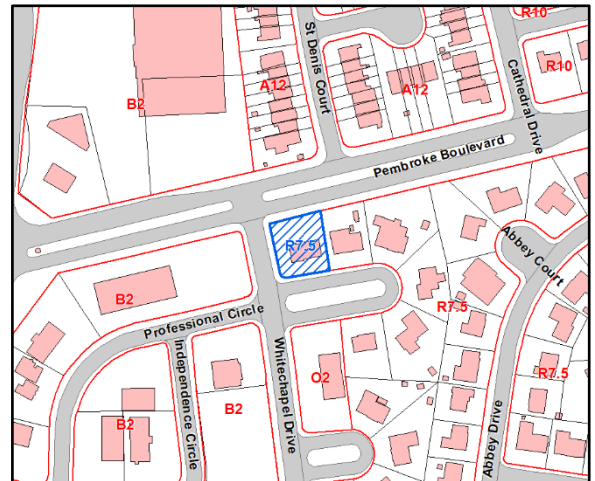 R10
St Denis Court
R10
A12
A12
B2
Cathedral Drive
Pembroke Boulevard
R7.5
Abbey Court
B2
R7.5
Professional Circle
Independence Circle
Whitechapel Drive
O2
R7.5
B2
B2
Abbey Drive